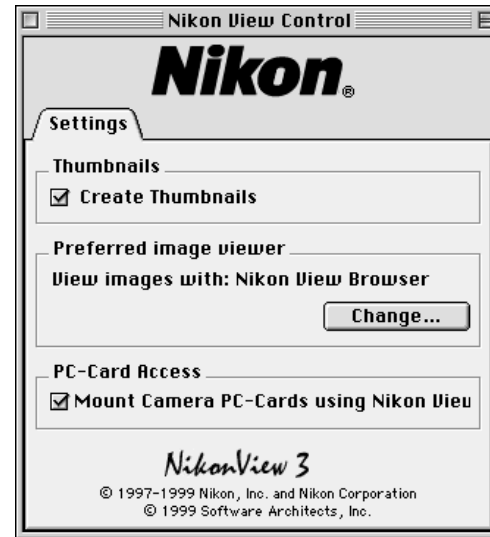 Nikon View Control
Nikon®
Settings
Thumbnails
Create Thumbnails
Preferred image viewer
View images with: Nikon View Browser
Change...
PC-Card Access
Mount Camera PC-Cards using Nikon View
NikonView 3
© 1997-1999 Nikon, Inc. and Nikon Corporation
© 1999 Software Architects, Inc.